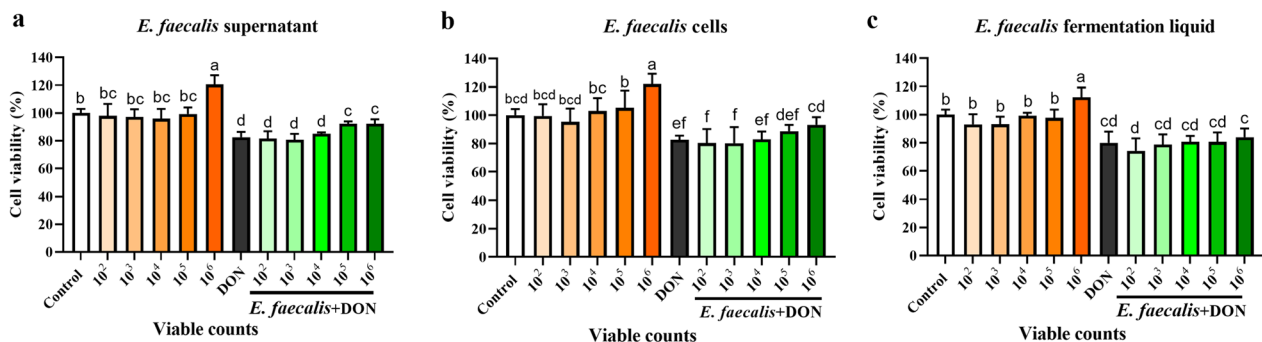 a
E. faecalis supernatant
Cell viability (%)
140
120
100
80
60
40
20
0
b bc bc bc bc a d d d d c c
Control 10² 10³ 10⁴ 10⁵ 10⁶ DON 10² 10³ 10⁴ 10⁵ 10⁶
E. faecalis+DON
Viable counts
b
E. faecalis cells
Cell viability (%)
140
120
100
80
60
40
20
0
bcd bcd bcd bc b a ef f f ef def cd
Control 10² 10³ 10⁴ 10⁵ 10⁶ DON 10² 10³ 10⁴ 10⁵ 10⁶
E. faecalis+DON
Viable counts
c
E. faecalis fermentation liquid
Cell viability (%)
140
120
100
80
60
40
20
0
b b b b b a cd d cd cd cd c
Control 10² 10³ 10⁴ 10⁵ 10⁶ DON 10² 10³ 10⁴ 10⁵ 10⁶
E. faecalis+DON
Viable counts